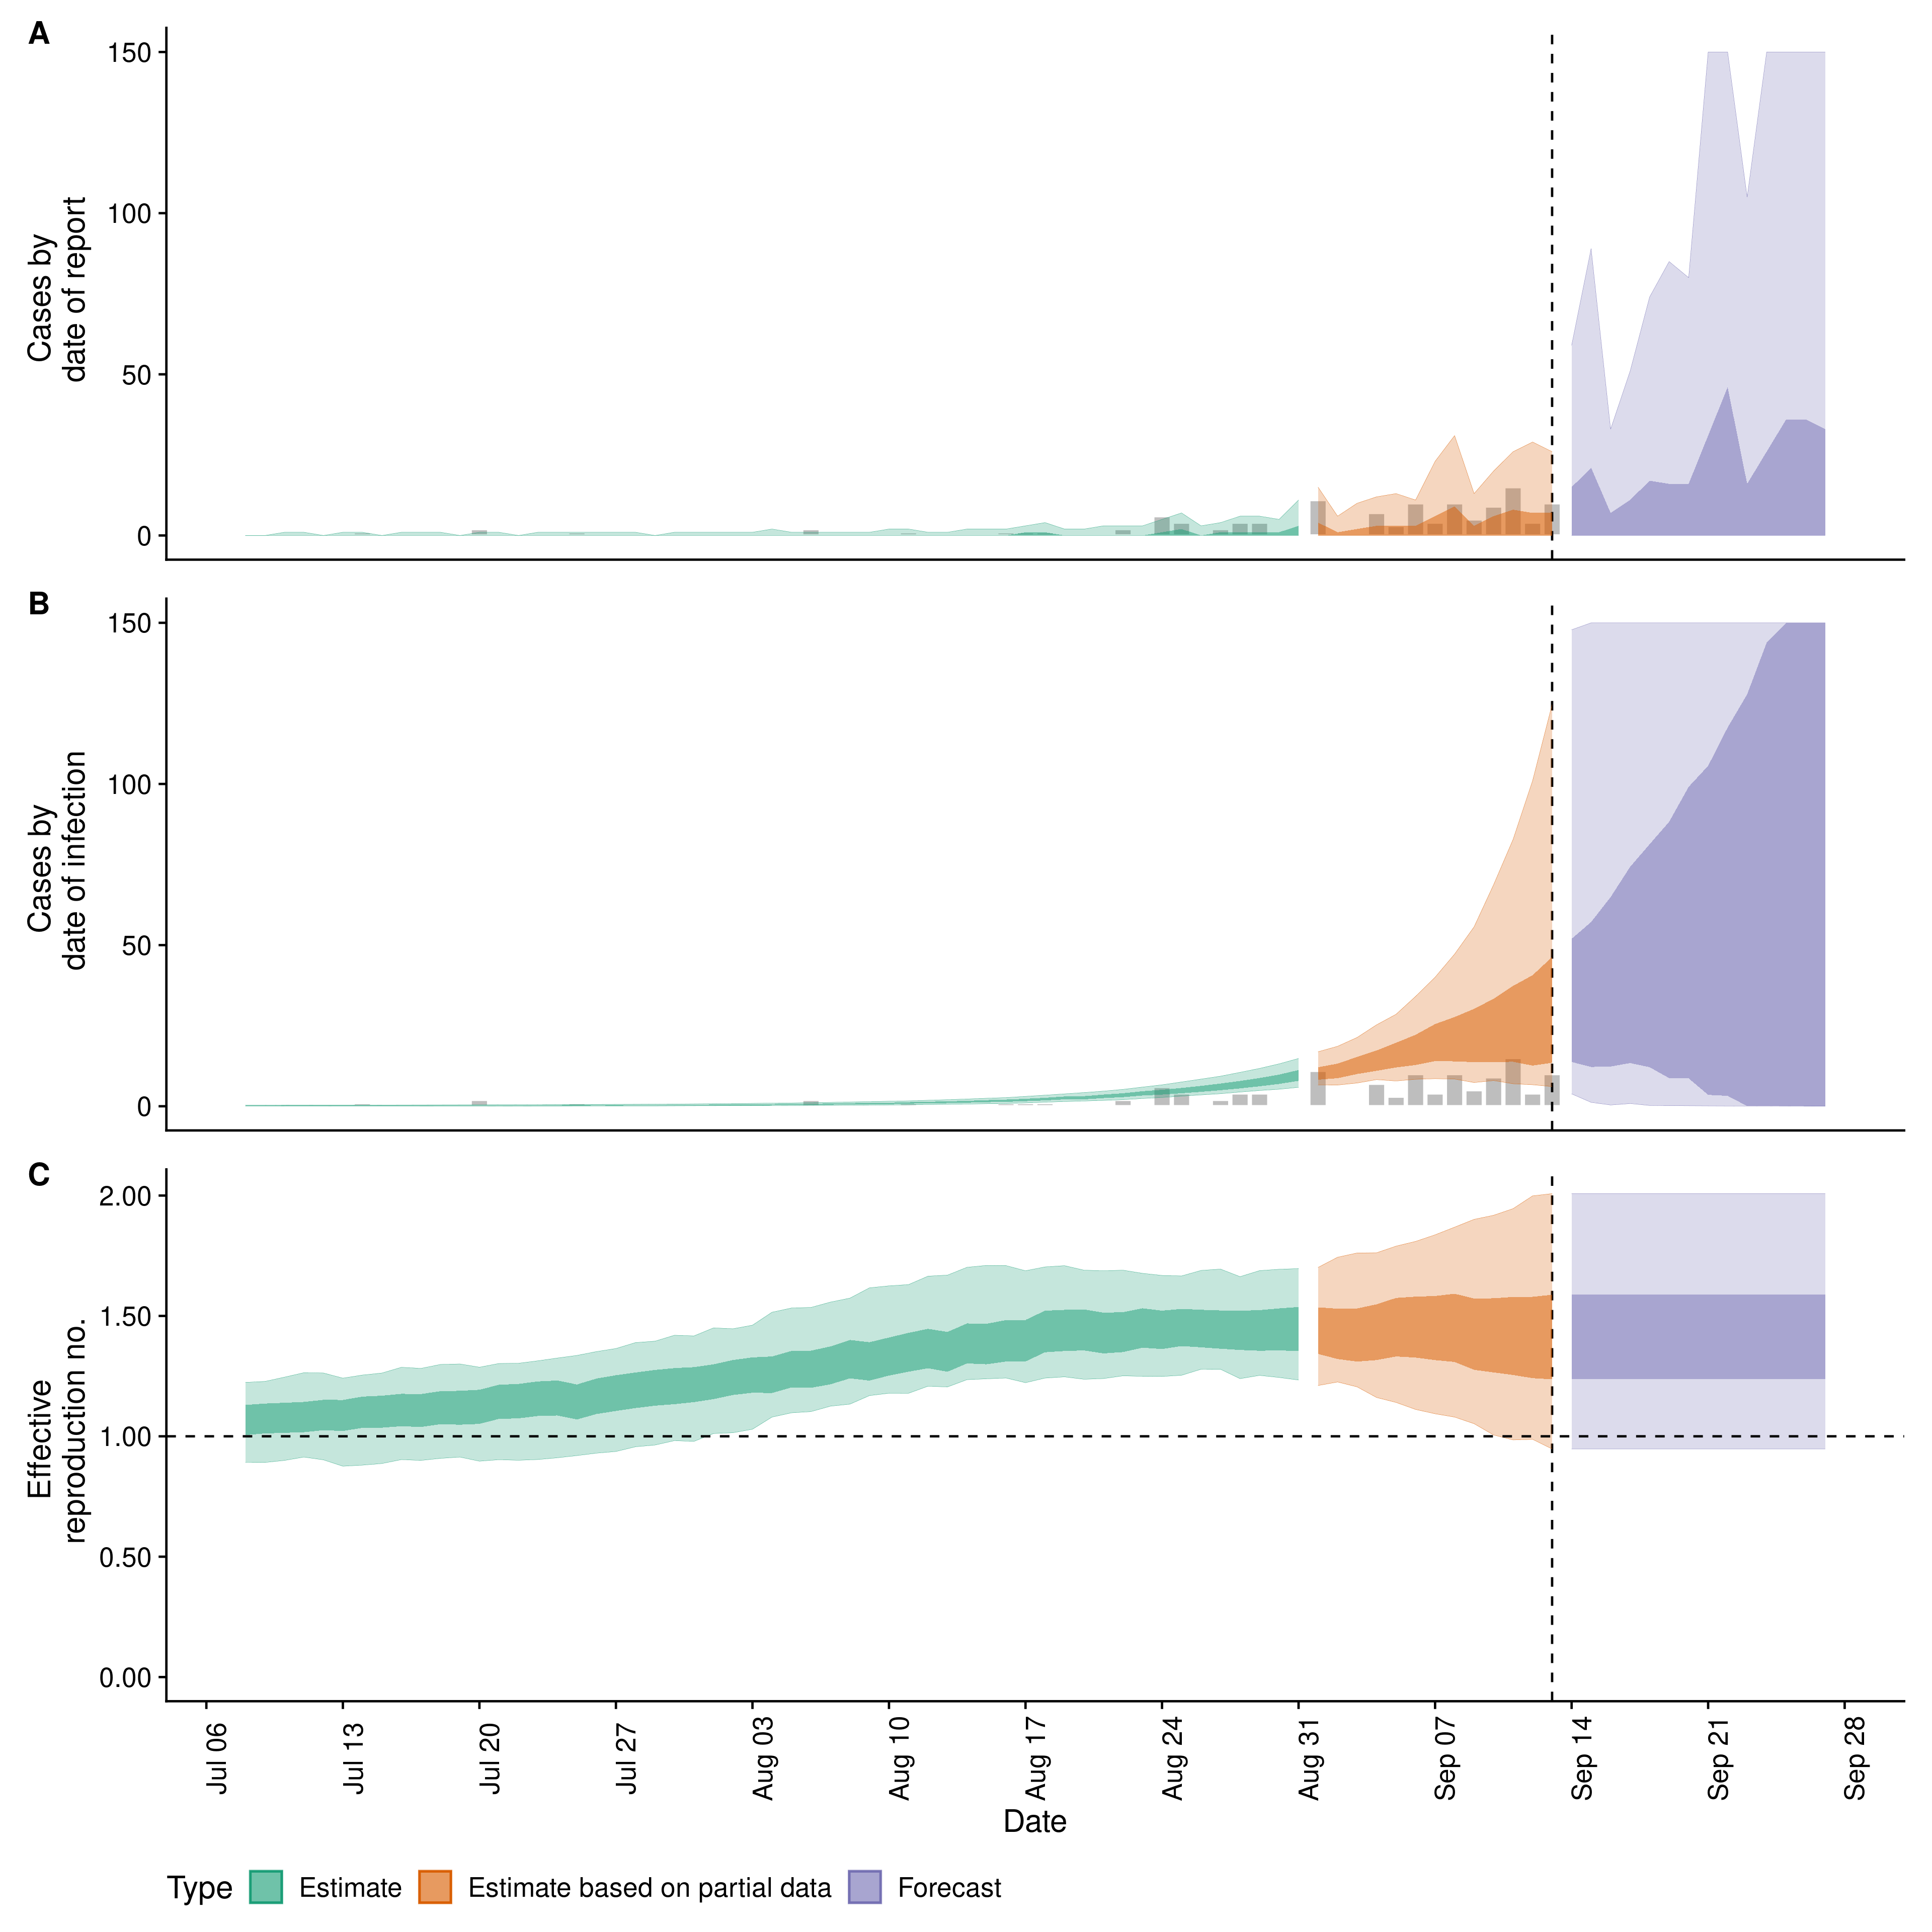 A
150
100
50
0
Cases by
date of report
B
150
100
50
0
Cases by
date of infection
C
2.00
1.50
1.00
0.50
0.00
Effective
reproduction no.
Jul 06
Jul 13
Jul 20
Jul 27
Aug 03
Aug 10
Aug 17
Aug 24
Aug 31
Sep 07
Sep 14
Sep 21
Sep 28
Date
Type Estimate Estimate based on partial data Forecast